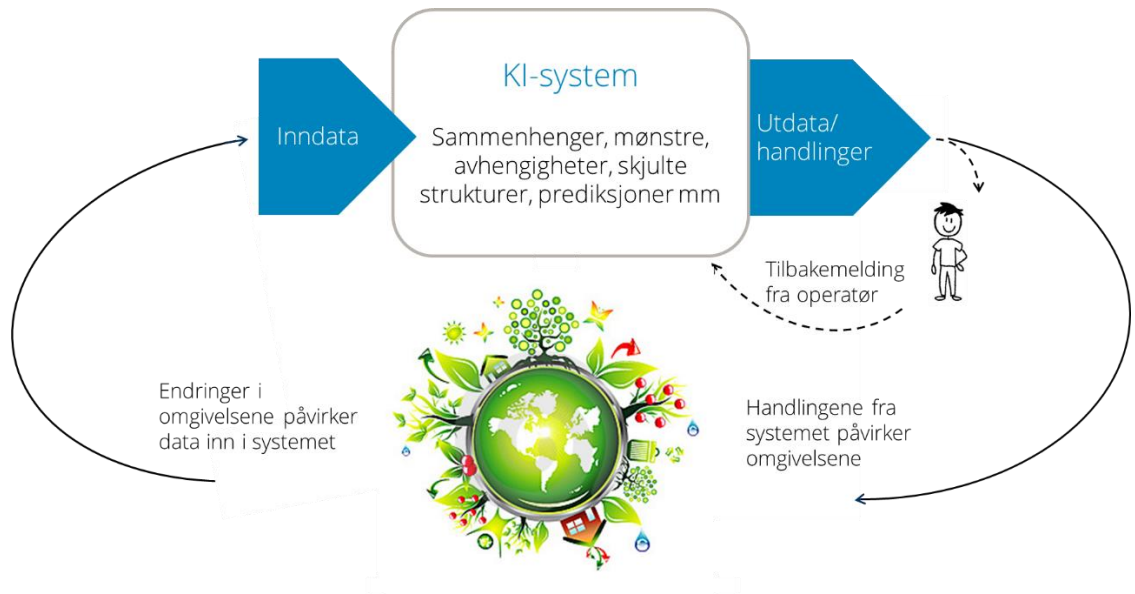 KI-system
Inndata
Sammenhenger, mønstre,
avhengigheter, skjulte
strukturer, prediksjoner mm
Utdata/
handlinger
Tilbakemelding
fra operatør
Endringer i
omgivelsene påvirker
data inn i systemet
Handlingene fra
systemet påvirker
omgivelsene